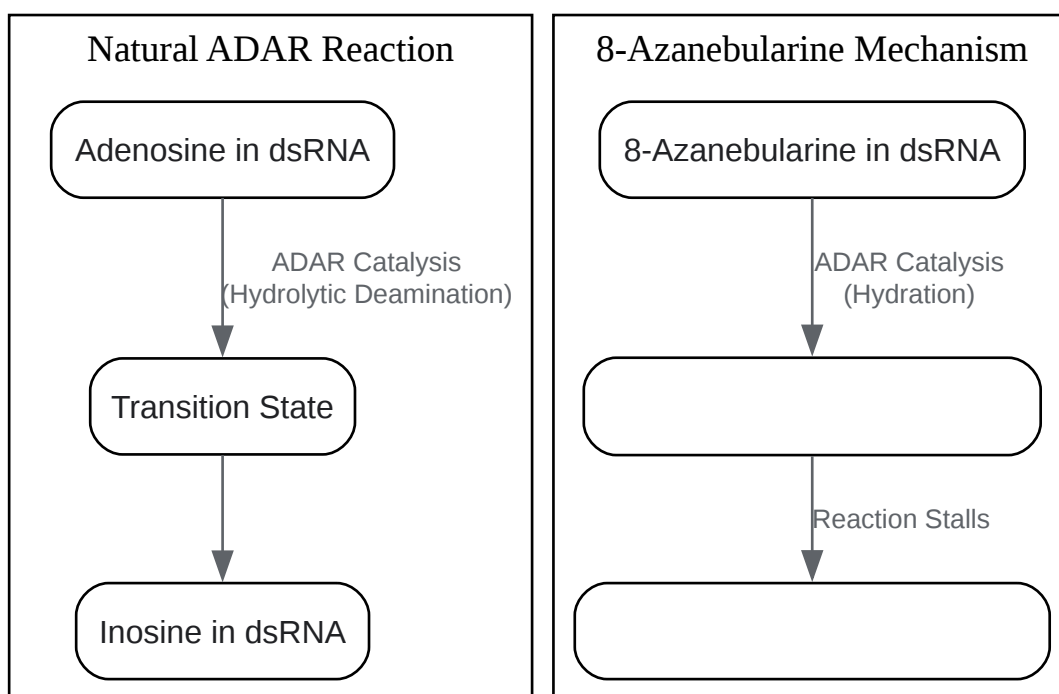 Natural ADAR Reaction
Adenosine in dsRNA
ADAR Catalysis
(Hydrolytic Deamination)
Transition State
Inosine in dsRNA
8-Azanebularine Mechanism
8-Azanebularine in dsRNA
ADAR Catalysis
(Hydration)
Reaction Stalls